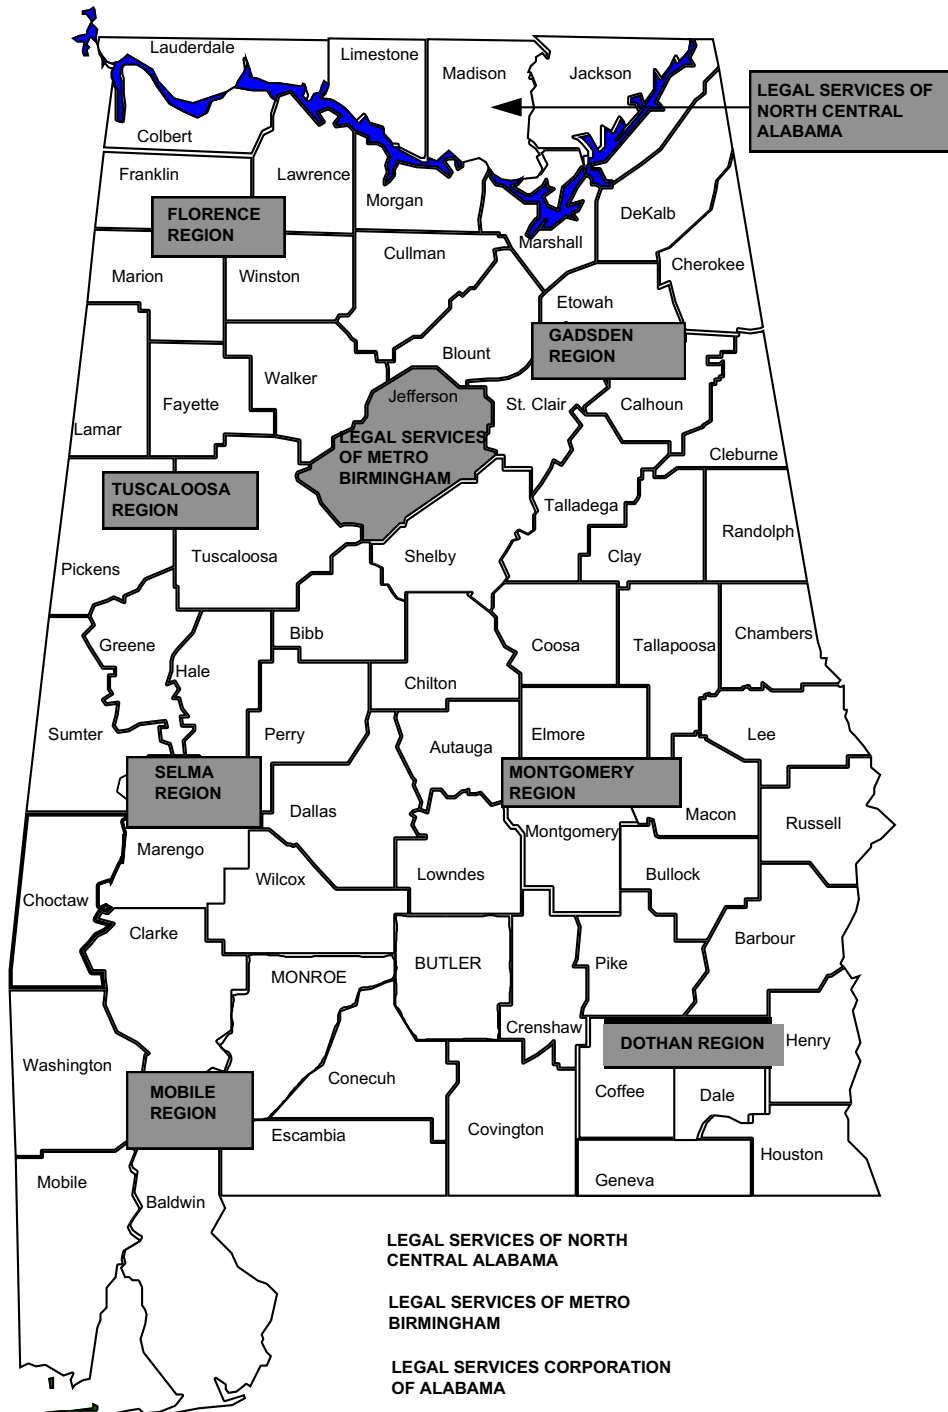 Lauderdale
Limestone
Madison
Jackson
LEGAL SERVICES OF
NORTH CENTRAL
ALABAMA
Colbert
Franklin
Lawrence
Morgan
DeKalb
FLORENCE
REGION
Marshall
Cullman
Cherokee
Marion
Winston
Etowah
GADSDEN
REGION
Blount
Walker
Jefferson
St. Clair
Calhoun
Fayette
Lamar
LEGAL SERVICES
OF METRO
BIRMINGHAM
Cleburne
TUSCALOOSA
REGION
Talladega
Randolph
Pickens
Tuscaloosa
Shelby
Clay
Greene
Bibb
Coosa
Tallapoosa
Chambers
Hale
Chilton
Sumter
Perry
Autauga
Elmore
Lee
SELMA
REGION
MONTGOMERY
REGION
Dallas
Macon
Russell
Montgomery
Marengo
Wilcox
Lowndes
Bullock
Choctaw
Clarke
Barbour
MONROE
BUTLER
Pike
Crenshaw
DOTHAN REGION
Henry
Washington
Conecuh
Coffee
Dale
MOBILE
REGION
Escambia
Covington
Houston
Mobile
Geneva
Baldwin
LEGAL SERVICES OF NORTH
CENTRAL ALABAMA
LEGAL SERVICES OF METRO
BIRMINGHAM
LEGAL SERVICES CORPORATION
OF ALABAMA